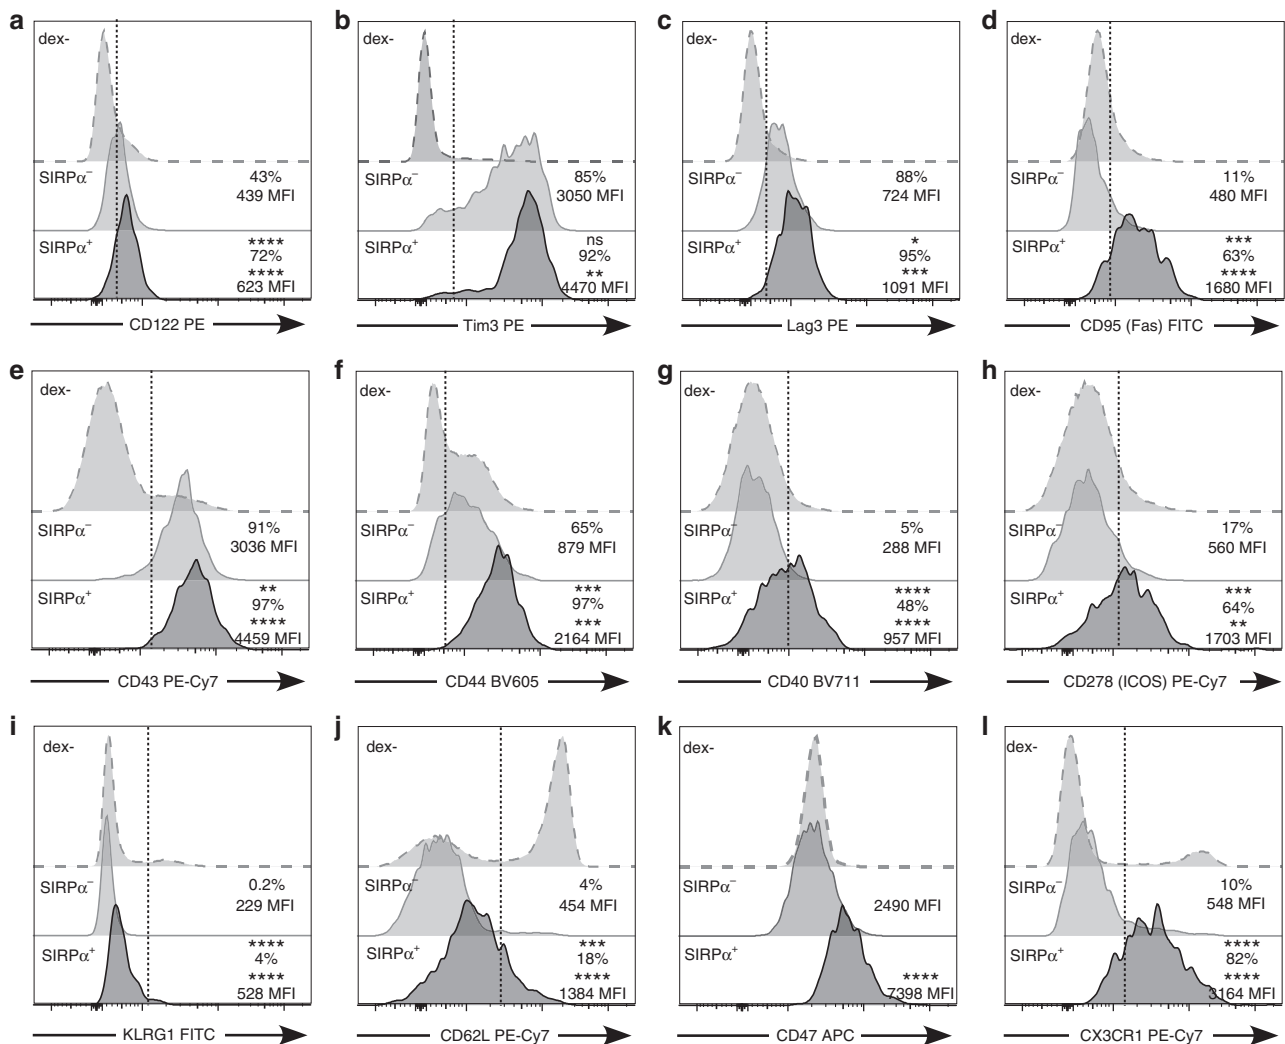 a
dex-
SIRPα⁻
43%
439 MFI
SIRPα⁺
****
72%
****
623 MFI
CD122 PE
b
dex-
SIRPα⁻
85%
3050 MFI
SIRPα⁺
ns
92%
**
4470 MFI
Tim3 PE
c
dex-
SIRPα⁻
88%
724 MFI
SIRPα⁺
*
95%
***
1091 MFI
Lag3 PE
d
dex-
SIRPα⁻
11%
480 MFI
SIRPα⁺
***
63%
****
1680 MFI
CD95 (Fas) FITC
e
dex-
SIRPα⁻
91%
3036 MFI
SIRPα⁺
**
97%
****
4459 MFI
CD43 PE-Cy7
f
dex-
SIRPα⁻
65%
879 MFI
SIRPα⁺
***
97%
***
2164 MFI
CD44 BV605
g
dex-
SIRPα⁻
5%
288 MFI
SIRPα⁺
****
48%
****
957 MFI
CD40 BV711
h
dex-
SIRPα⁻
17%
560 MFI
SIRPα⁺
***
64%
**
1703 MFI
CD278 (ICOS) PE-Cy7
i
dex-
SIRPα⁻
0.2%
229 MFI
SIRPα⁺
****
4%
****
528 MFI
KLRG1 FITC
j
dex-
SIRPα⁻
4%
454 MFI
SIRPα⁺
***
18%
****
1384 MFI
CD62L PE-Cy7
k
dex-
SIRPα⁻
2490 MFI
SIRPα⁺
****
7398 MFI
CD47 APC
l
dex-
SIRPα⁻
10%
548 MFI
SIRPα⁺
****
82%
****
3164 MFI
CX3CR1 PE-Cy7